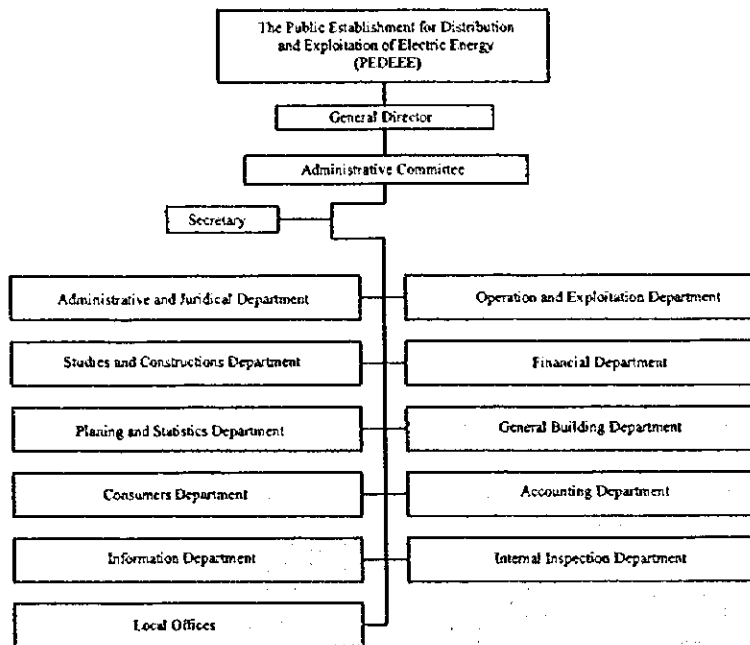 The Public Establishment for Distribution
and Exploitation of Electric Energy
(PEDEEE)
General Director
Administrative Committee
Secretary
Administrative and Juridical Department
Operation and Exploitation Department
Studies and Constructions Department
Financial Department
Planing and Statistics Department
General Building Department
Consumers Department
Accounting Department
Information Department
Internal Inspection Department
Local Offices